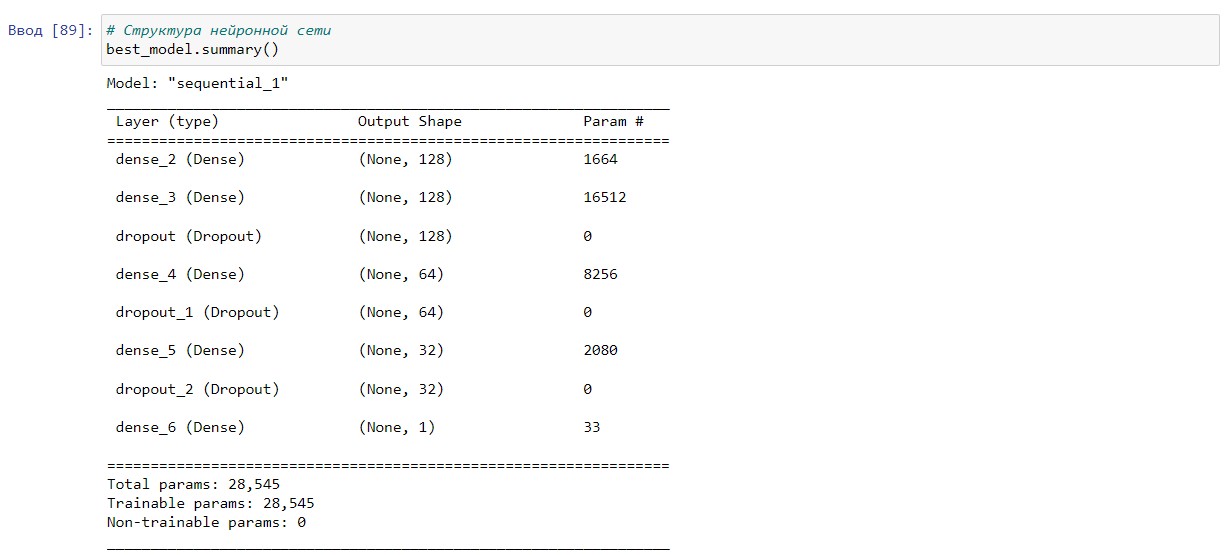 Ввод [89]: # Структура нейронной сети
best_model.summary()
Model: "sequential_1"
_________________________________________________________________
Layer (type) Output Shape Param #
=================================================================
dense_2 (Dense) (None, 128) 1664
dense_3 (Dense) (None, 128) 16512
dropout (Dropout) (None, 128) 0
dense_4 (Dense) (None, 64) 8256
dropout_1 (Dropout) (None, 64) 0
dense_5 (Dense) (None, 32) 2080
dropout_2 (Dropout) (None, 32) 0
dense_6 (Dense) (None, 1) 33
=================================================================
Total params: 28,545
Trainable params: 28,545
Non-trainable params: 0
_________________________________________________________________